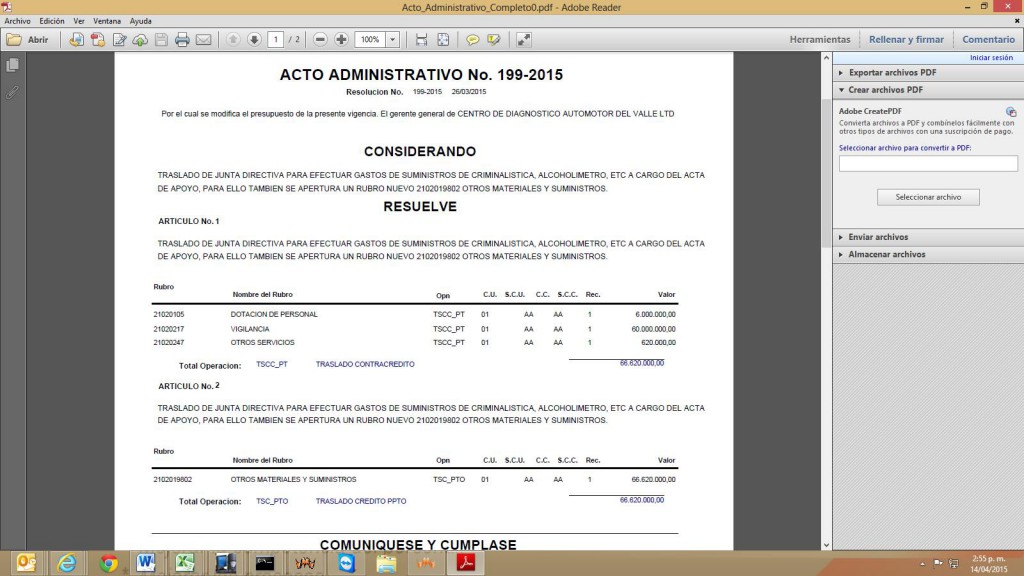 Acto_Administrativo_Completo0.pdf - Adobe Reader
Archivo Edición Ver Ventana Ayuda
Abrir 1 / 2 100% Herramientas Rellenar y firmar Comentario
Iniciar sesión
Exportar archivos PDF
Crear archivos PDF
Adobe CreatePDF
Convierta archivos a PDF y combínelos fácilmente con
otros tipos de archivos con una suscripción de pago.
Seleccionar archivo para convertir a PDF:
Seleccionar archivo
Enviar archivos
Almacenar archivos
ACTO ADMINISTRATIVO No. 199-2015
Resolucion No. 199-2015 26/03/2015
Por el cual se modifica el presupuesto de la presente vigencia. El gerente general de CENTRO DE DIAGNOSTICO AUTOMOTOR DEL VALLE LTD
CONSIDERANDO
TRASLADO DE JUNTA DIRECTIVA PARA EFECTUAR GASTOS DE SUMINISTROS DE CRIMINALISTICA, ALCOHOLIMETRO, ETC A CARGO DEL ACTA
DE APOYO, PARA ELLO TAMBIEN SE APERTURA UN RUBRO NUEVO 2102019802 OTROS MATERIALES Y SUMINISTROS.
RESUELVE
ARTICULO No. 1
TRASLADO DE JUNTA DIRECTIVA PARA EFECTUAR GASTOS DE SUMINISTROS DE CRIMINALISTICA, ALCOHOLIMETRO, ETC A CARGO DEL ACTA
DE APOYO, PARA ELLO TAMBIEN SE APERTURA UN RUBRO NUEVO 2102019802 OTROS MATERIALES Y SUMINISTROS.
Rubro Nombre del Rubro Opn C.U. S.C.U. C.C. S.C.C. Rec. Valor
21020105 DOTACION DE PERSONAL TSCC_PT 01 AA AA 1 6.000.000,00
21020217 VIGILANCIA TSCC_PT 01 AA AA 1 60.000.000,00
21020247 OTROS SERVICIOS TSCC_PT 01 AA AA 1 620.000,00
Total Operacion: TSCC_PT TRASLADO CONTRACREDITO 66.620.000,00
ARTICULO No. 2
TRASLADO DE JUNTA DIRECTIVA PARA EFECTUAR GASTOS DE SUMINISTROS DE CRIMINALISTICA, ALCOHOLIMETRO, ETC A CARGO DEL ACTA
DE APOYO, PARA ELLO TAMBIEN SE APERTURA UN RUBRO NUEVO 2102019802 OTROS MATERIALES Y SUMINISTROS.
Rubro Nombre del Rubro Opn C.U. S.C.U. C.C. S.C.C. Rec. Valor
2102019802 OTROS MATERIALES Y SUMINISTROS TSC_PTO 01 AA AA 1 66.620.000,00
Total Operacion: TSC_PTO TRASLADO CREDITO PPTO 66.620.000,00
COMUNIQUESE Y CUMPLASE
2:55 p. m.
14/04/2015